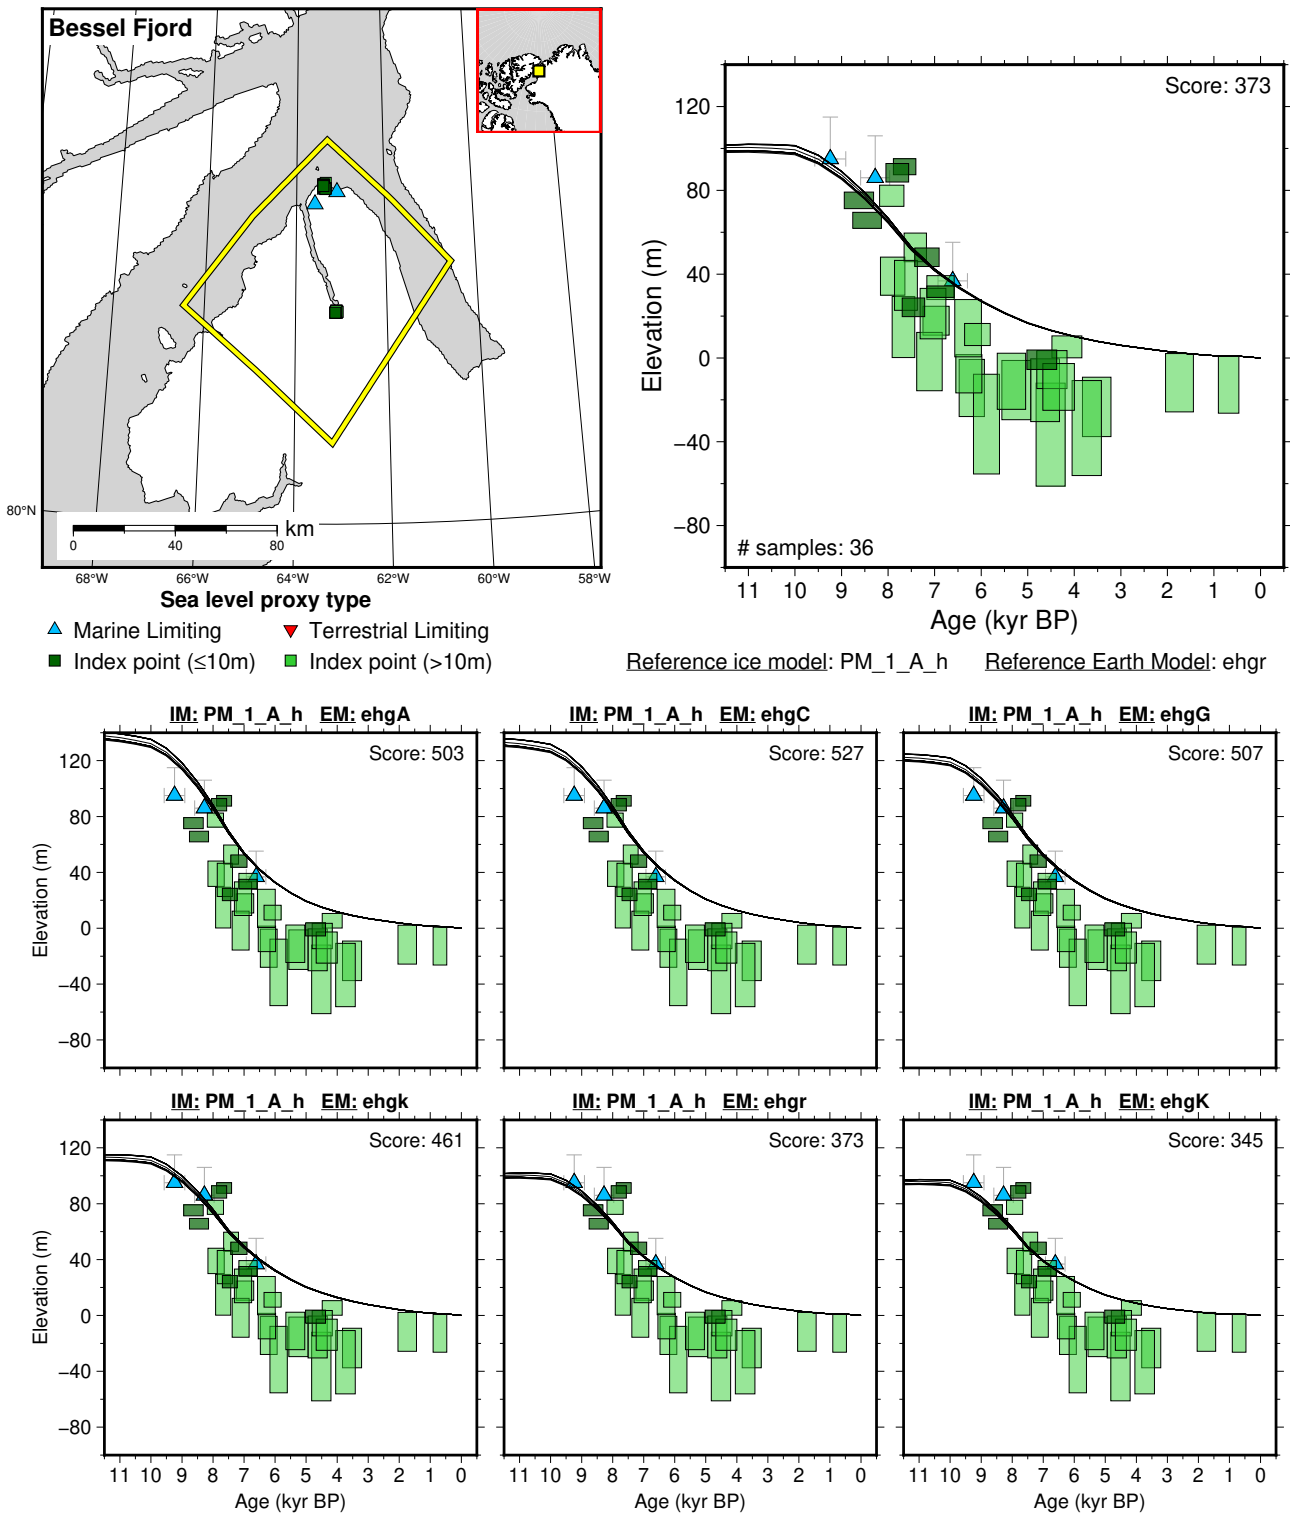 Bessel Fjord
80°N
km
0 40 80
68°W 66°W 64°W 62°W 60°W 58°W
Sea level proxy type
Marine Limiting Terrestrial Limiting
Index point (≤10m) Index point (>10m)
Score: 373
120
80
40
0
−40
−80
Elevation (m)
# samples: 36
11 10 9 8 7 6 5 4 3 2 1 0
Age (kyr BP)
Reference ice model: PM_1_A_h Reference Earth Model: ehgr
IM: PM_1_A_h EM: ehgA
Score: 503
120
80
40
0
−40
−80
Elevation (m)
IM: PM_1_A_h EM: ehgC
Score: 527
IM: PM_1_A_h EM: ehgG
Score: 507
IM: PM_1_A_h EM: ehgk
Score: 461
120
80
40
0
−40
−80
Elevation (m)
11 10 9 8 7 6 5 4 3 2 1 0
Age (kyr BP)
IM: PM_1_A_h EM: ehgr
Score: 373
11 10 9 8 7 6 5 4 3 2 1 0
Age (kyr BP)
IM: PM_1_A_h EM: ehgK
Score: 345
11 10 9 8 7 6 5 4 3 2 1 0
Age (kyr BP)